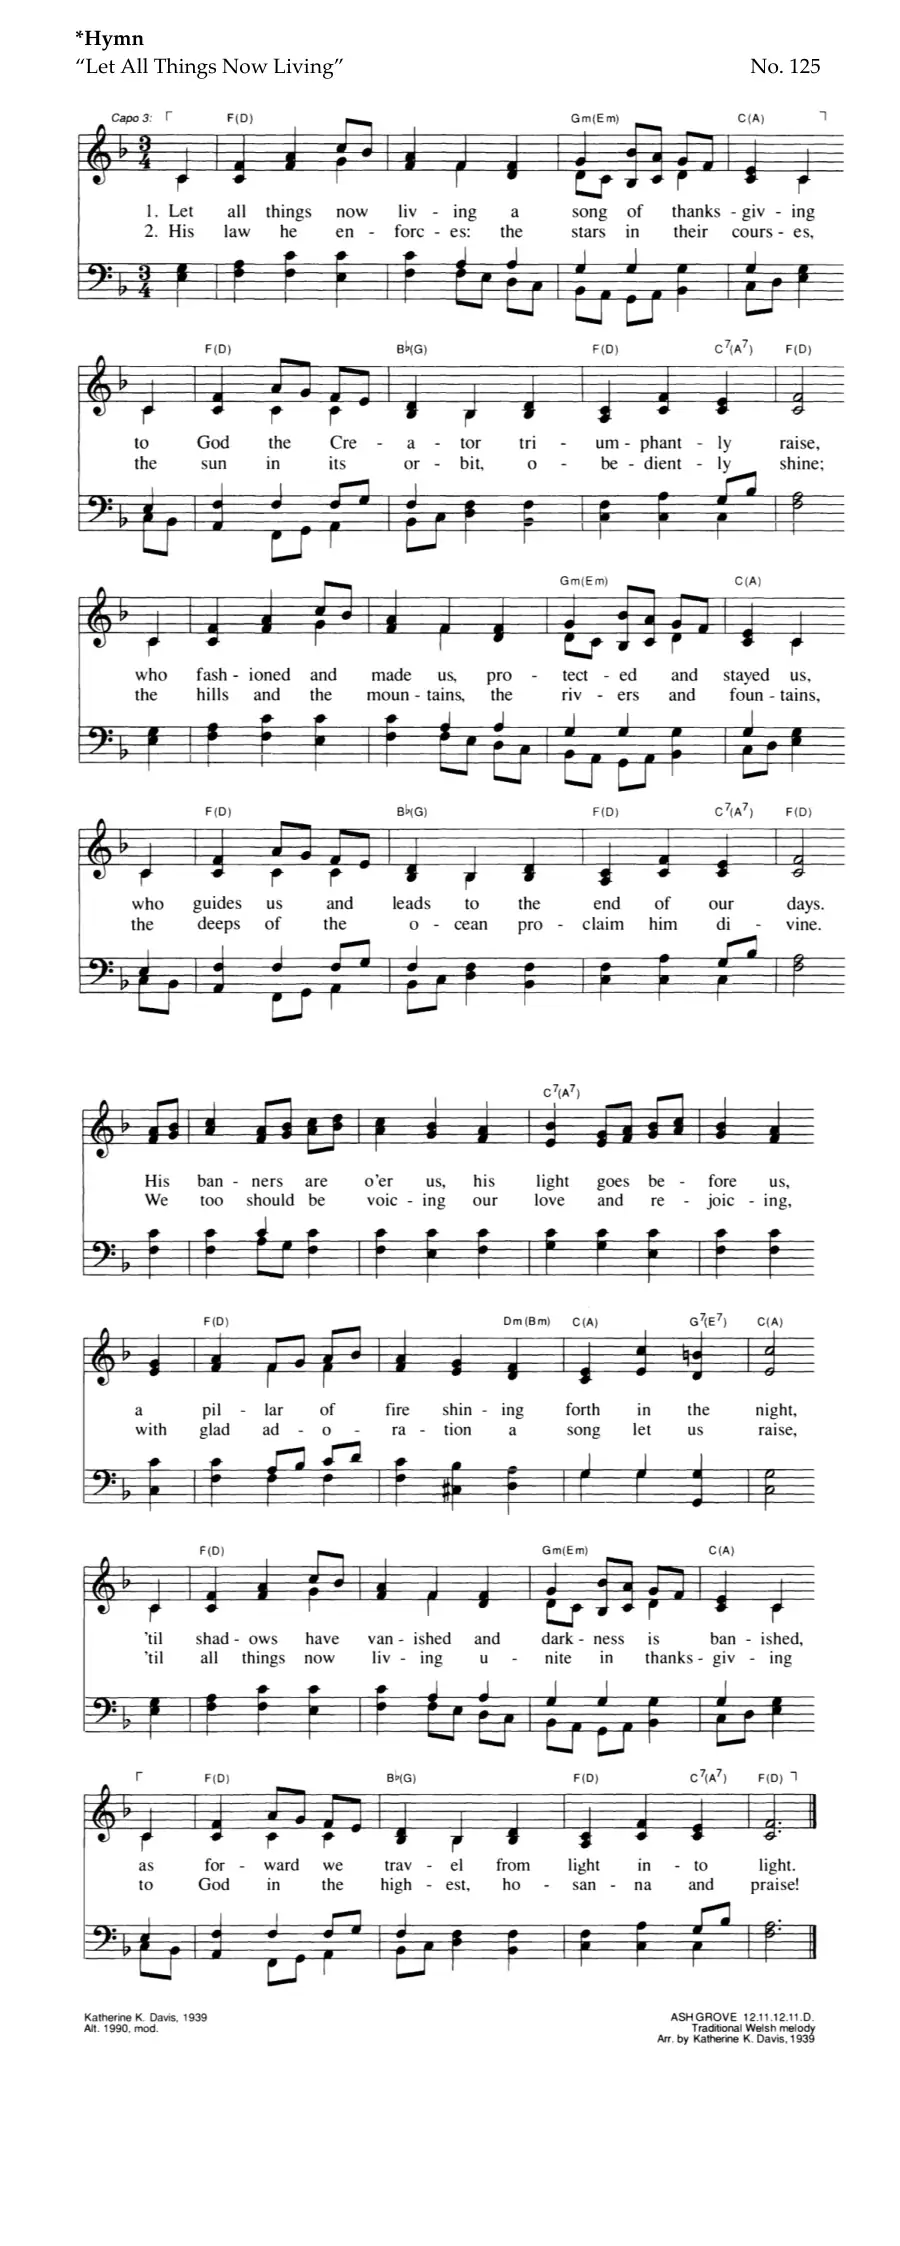 *Hymn
“Let All Things Now Living” No. 125
Capo 3: F(D) Gm(Em) C(A)
3 4
1. Let all things now liv - ing a song of thanks - giv - ing
2. His law he en - forc - es: the stars in their cours - es,
3 4
F(D) B♭(G) F(D) C7(A7) F(D)
to God the Cre - a - tor tri - um - phant - ly raise,
the sun in its or - bit, o - be - dient - ly shine;
Gm(Em) C(A)
who fash - ioned and made us, pro - tect - ed and stayed us,
the hills and the moun - tains, the riv - ers and foun - tains,
F(D) B♭(G) F(D) C7(A7) F(D)
who guides us and leads to the end of our days.
the deeps of the o - cean pro - claim him di - vine.
C7(A7)
His ban - ners are o’er us, his light goes be - fore us,
We too should be voic - ing our love and re - joic - ing,
F(D) Dm(Bm) C(A) G7(E7) C(A)
a pil - lar of fire shin - ing forth in the night,
with glad ad - o - ra - tion a song let us raise,
F(D) Gm(Em) C(A)
’til shad - ows have van - ished and dark - ness is ban - ished,
’til all things now liv - ing u - nite in thanks - giv - ing
F(D) B♭(G) F(D) C7(A7) F(D)
as for - ward we trav - el from light in - to light.
to God in the high - est, ho - san - na and praise!
Katherine K. Davis, 1939 ASH GROVE 12.11.12.11.D.
Alt. 1990, mod. Traditional Welsh melody
Arr. by Katherine K. Davis, 1939